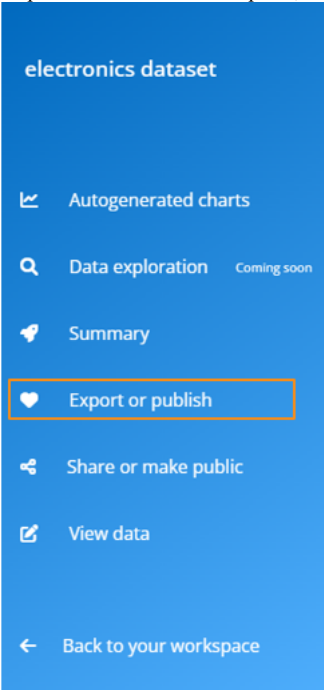 electronics dataset
Autogenerated charts
Data exploration Coming soon
Summary
Export or publish
Share or make public
View data
Back to your workspace